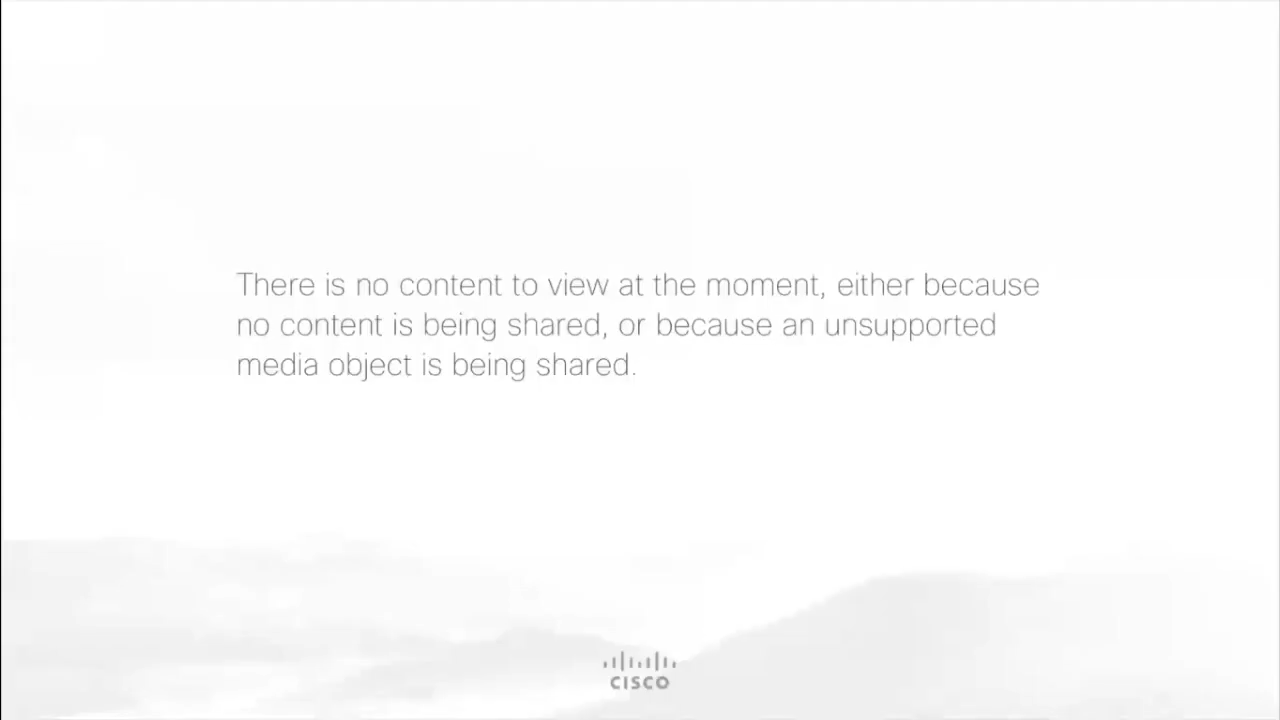 There is no content to view at the moment, either because
no content is being shared, or because an unsupported
media object is being shared.
CISCO